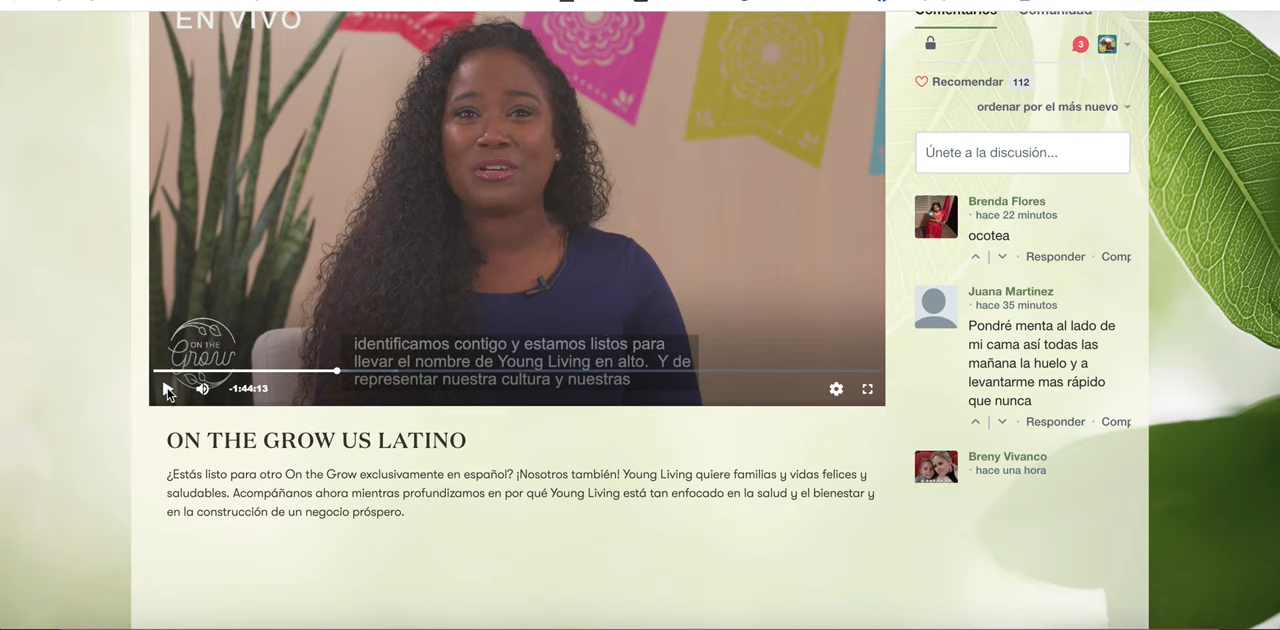 EN VIVO
identificamos contigo y estamos listos para
llevar el nombre de Young Living en alto.  Y de
representar nuestra cultura y nuestras
ON THE
Grow
-1:44:13
ON THE GROW US LATINO
¿Estás listo para otro On the Grow exclusivamente en español? ¡Nosotros también! Young Living quiere familias y vidas felices y
saludables. Acompáñanos ahora mientras profundizamos en por qué Young Living está tan enfocado en la salud y el bienestar y
en la construcción de un negocio próspero.
Comentarios
Comunidad
3
Recomendar 112
ordenar por el más nuevo
Únete a la discusión...
Brenda Flores
· hace 22 minutos
ocotea
Responder · Comp
Juana Martinez
· hace 35 minutos
Pondré menta al lado de
mi cama así todas las
mañana la huelo y a
levantarme mas rápido
que nunca
Responder · Comp
Breny Vivanco
· hace una hora